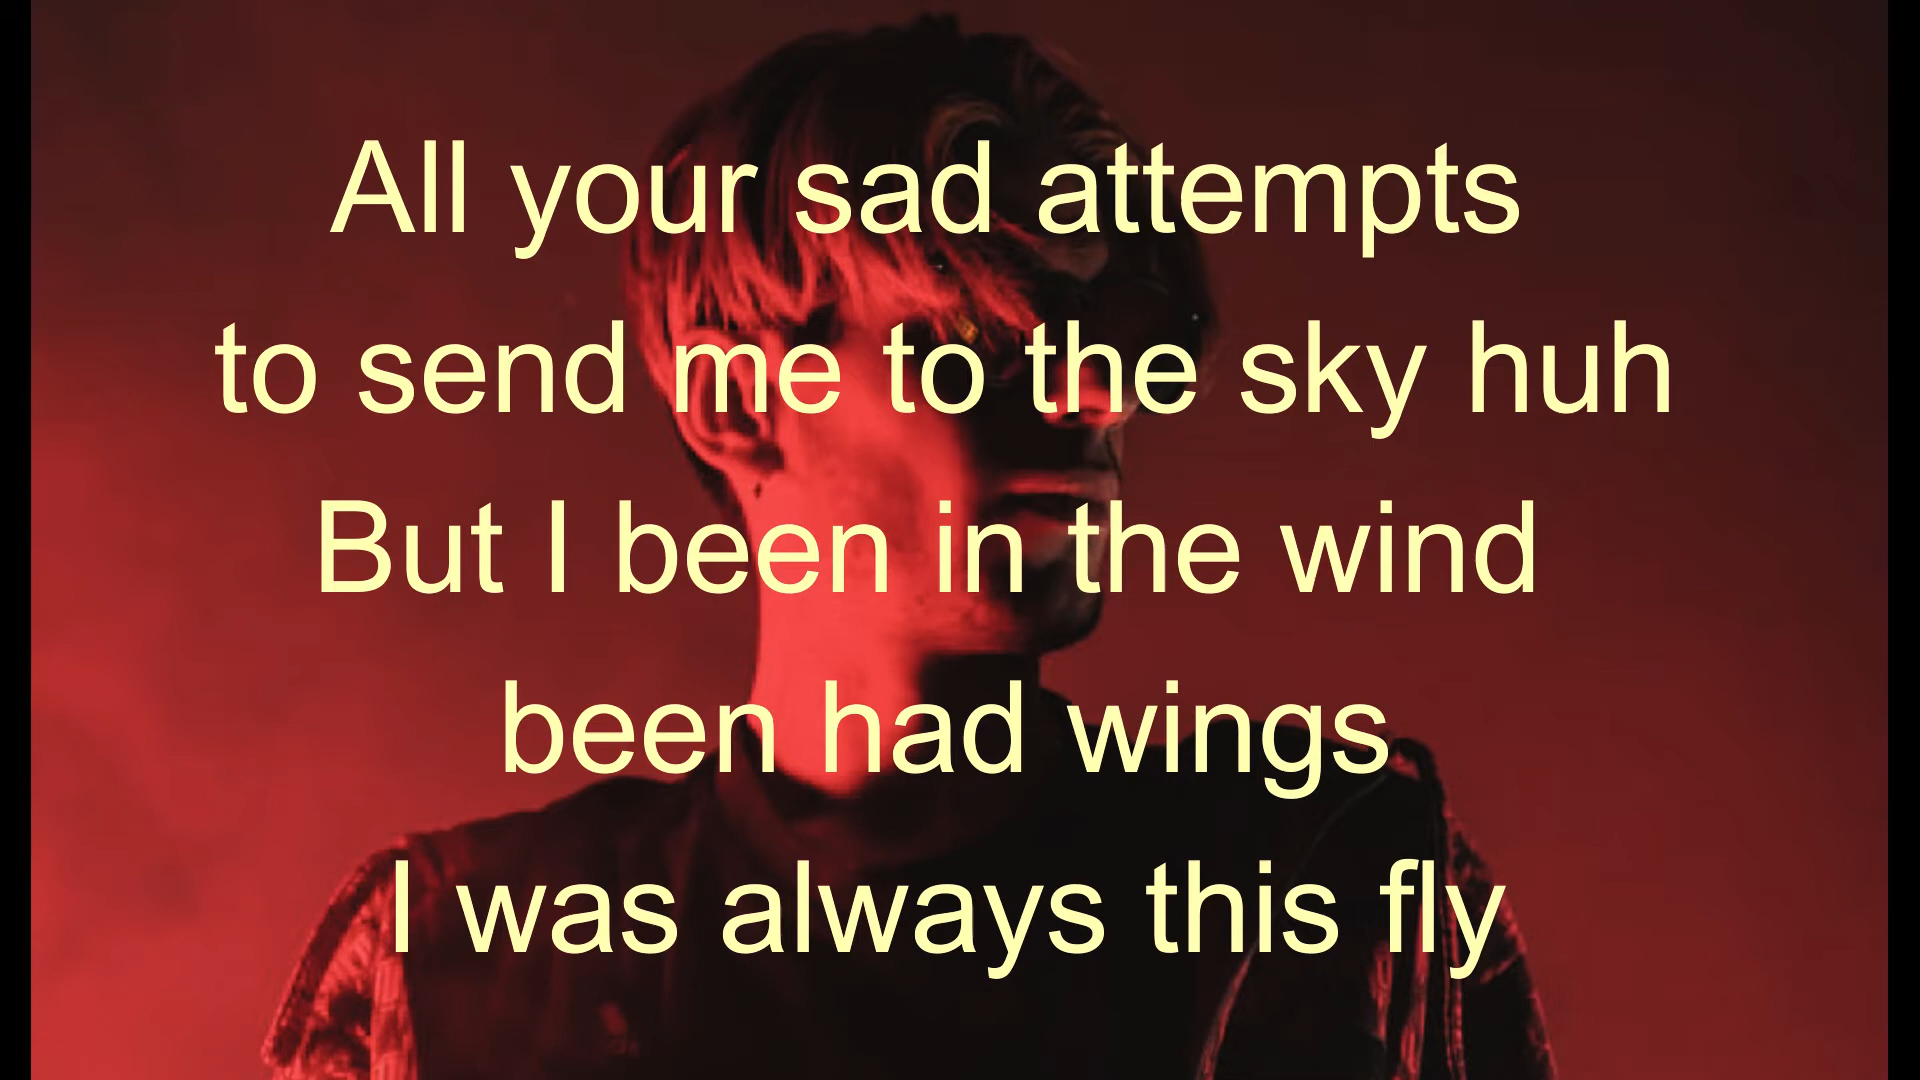 All your sad attempts
to send me to the sky huh
But I been in the wind
been had wings
I was always this fly